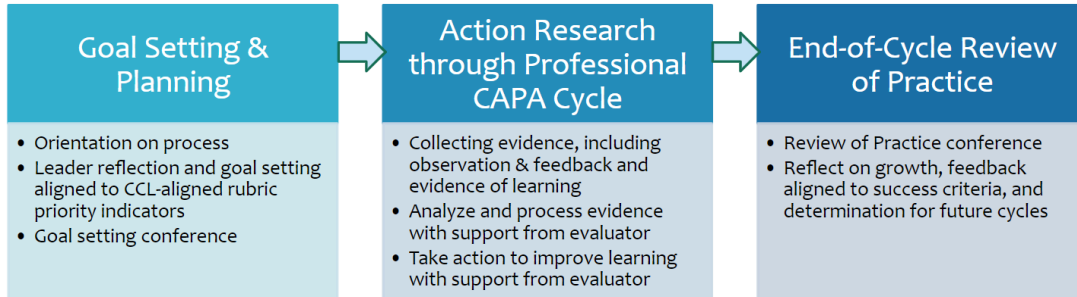 Goal Setting &
Planning
• Orientation on process
• Leader reflection and goal setting
aligned to CCL-aligned rubric
priority indicators
• Goal setting conference
Action Research
through Professional
CAPA Cycle
• Collecting evidence, including
observation & feedback and
evidence of learning
• Analyze and process evidence
with support from evaluator
• Take action to improve learning
with support from evaluator
End-of-Cycle Review
of Practice
• Review of Practice conference
• Reflect on growth, feedback
aligned to success criteria, and
determination for future cycles